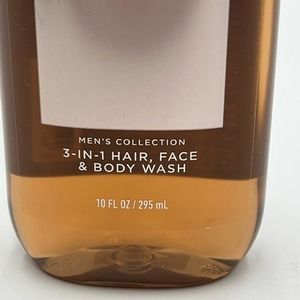 MEN'S COLLECTION
3-IN-1 HAIR, FACE
& BODY WASH
10 FL OZ / 295 mL